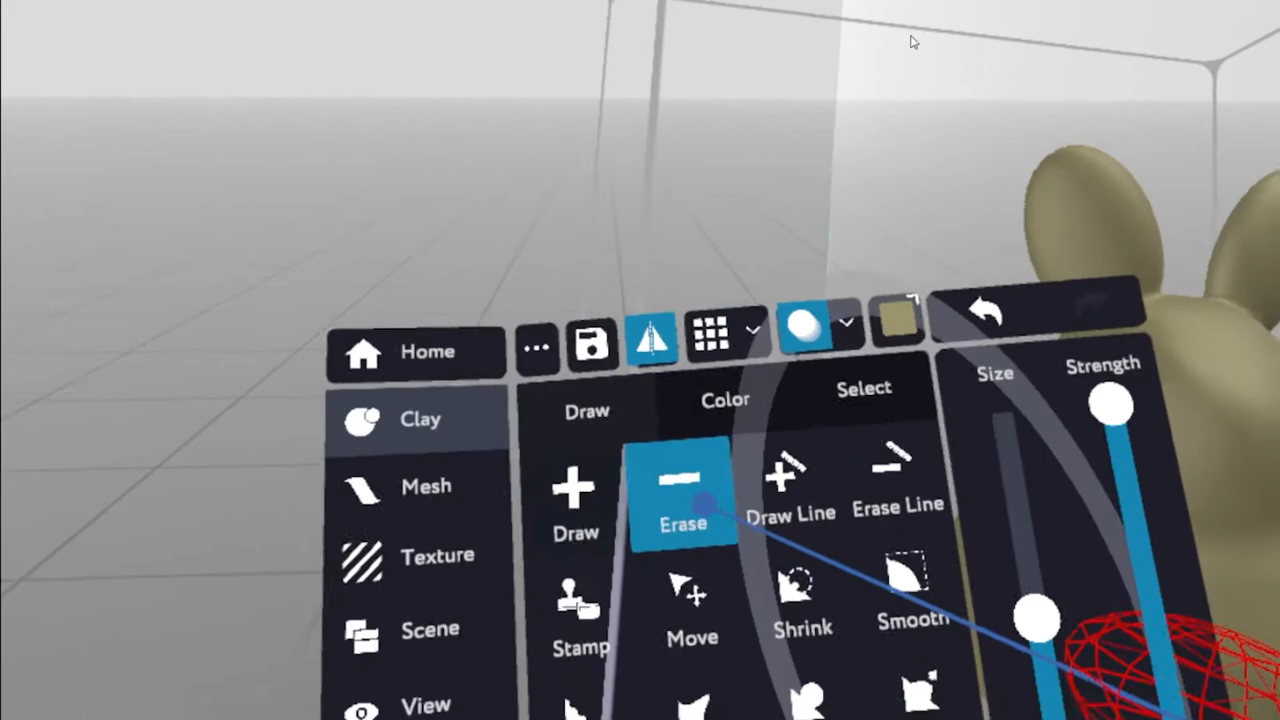 Home
Clay
Mesh
Texture
Scene
View
Draw
Color
Select
Draw
Erase
Draw Line
Erase Line
Stamp
Move
Shrink
Smooth
Size
Strength